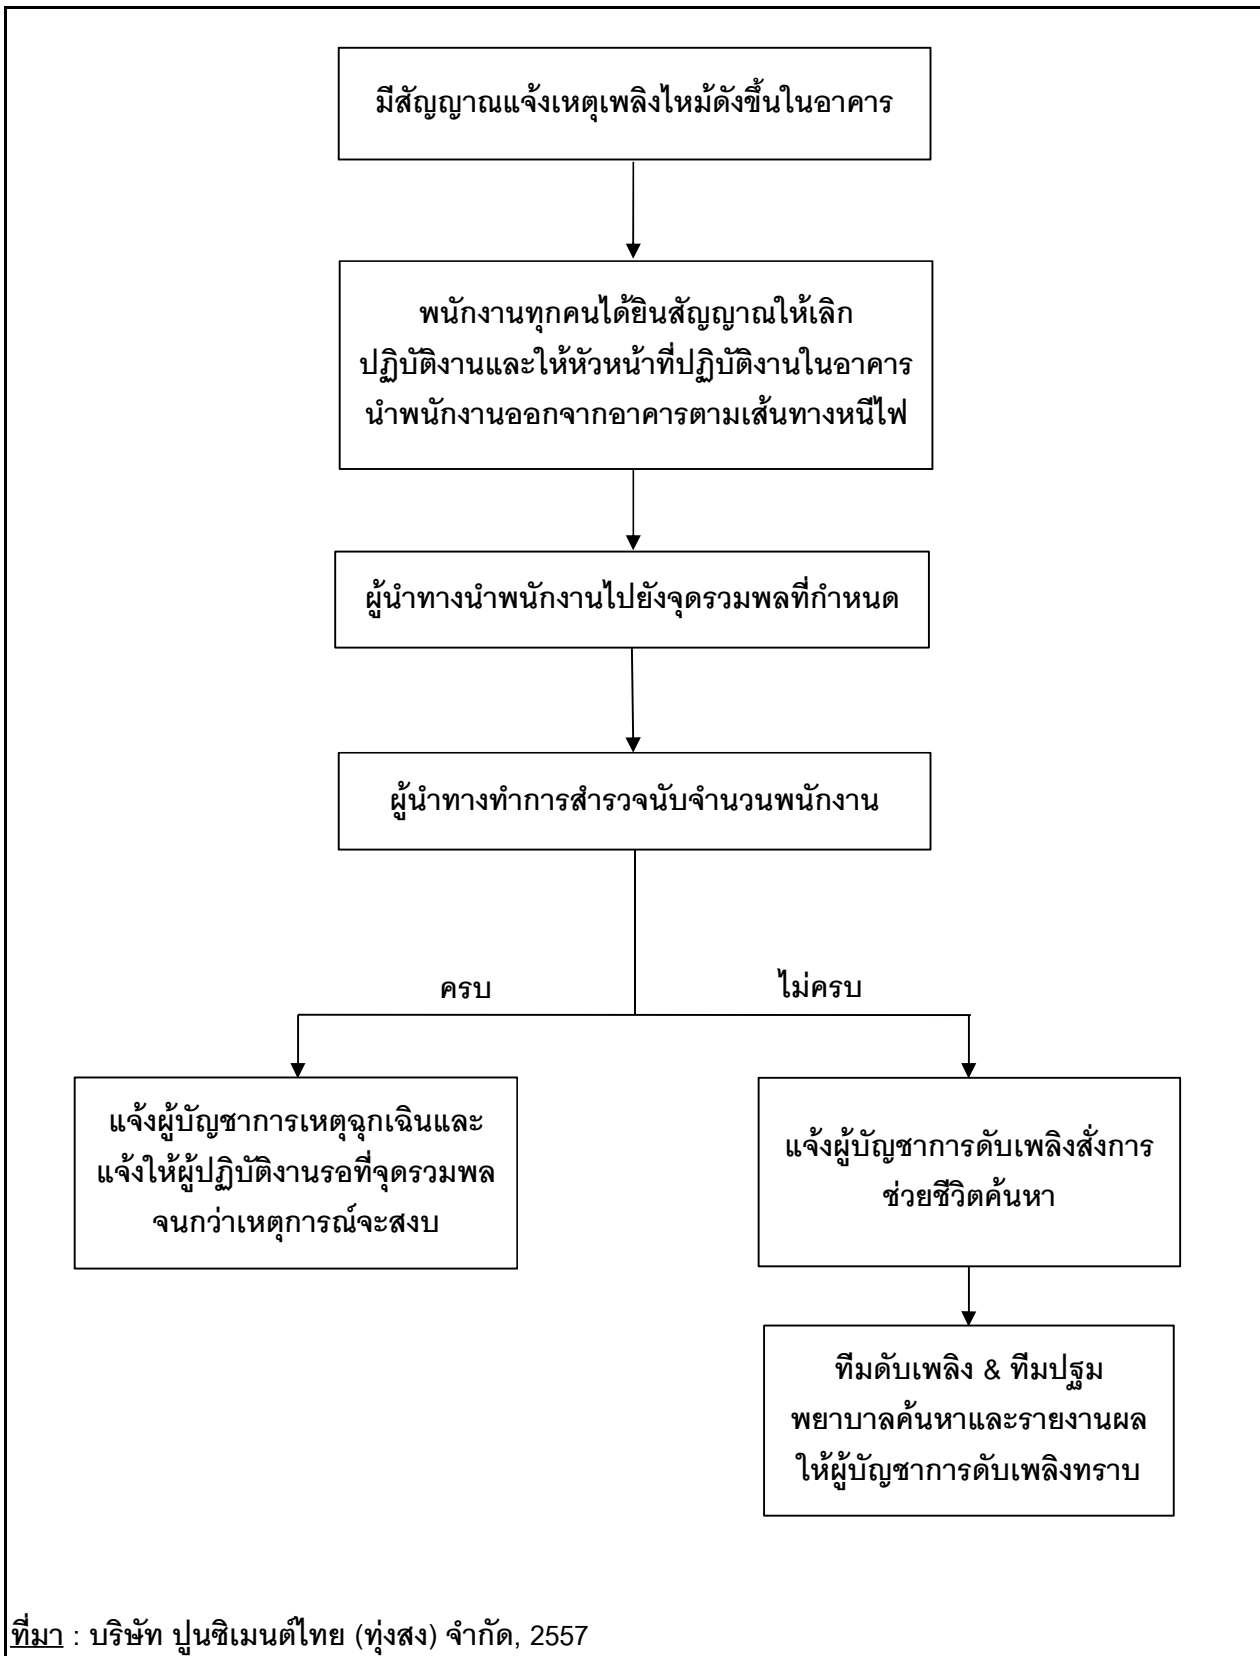 มีสัญญาณแจ้งเหตุเพลิงไหม้ดังขึ้นในอาคาร
พนักงานทุกคนได้ยินสัญญาณให้เลิก
ปฏิบัติงานและให้หัวหน้าที่ปฏิบัติงานในอาคาร
นำพนักงานออกจากอาคารตามเส้นทางหนีไฟ
ผู้นำทางนำพนักงานไปยังจุดรวมพลที่กำหนด
ผู้นำทางทำการสำรวจนับจำนวนพนักงาน
ครบ
ไม่ครบ
แจ้งผู้บัญชาการเหตุฉุกเฉินและ
แจ้งให้ผู้ปฏิบัติงานรอที่จุดรวมพล
จนกว่าเหตุการณ์จะสงบ
แจ้งผู้บัญชาการดับเพลิงสั่งการ
ช่วยชีวิตค้นหา
ทีมดับเพลิง & ทีมปฐม
พยาบาลค้นหาและรายงานผล
ให้ผู้บัญชาการดับเพลิงทราบ
ที่มา : บริษัท ปูนซิเมนต์ไทย (ทุ่งสง) จำกัด, 2557